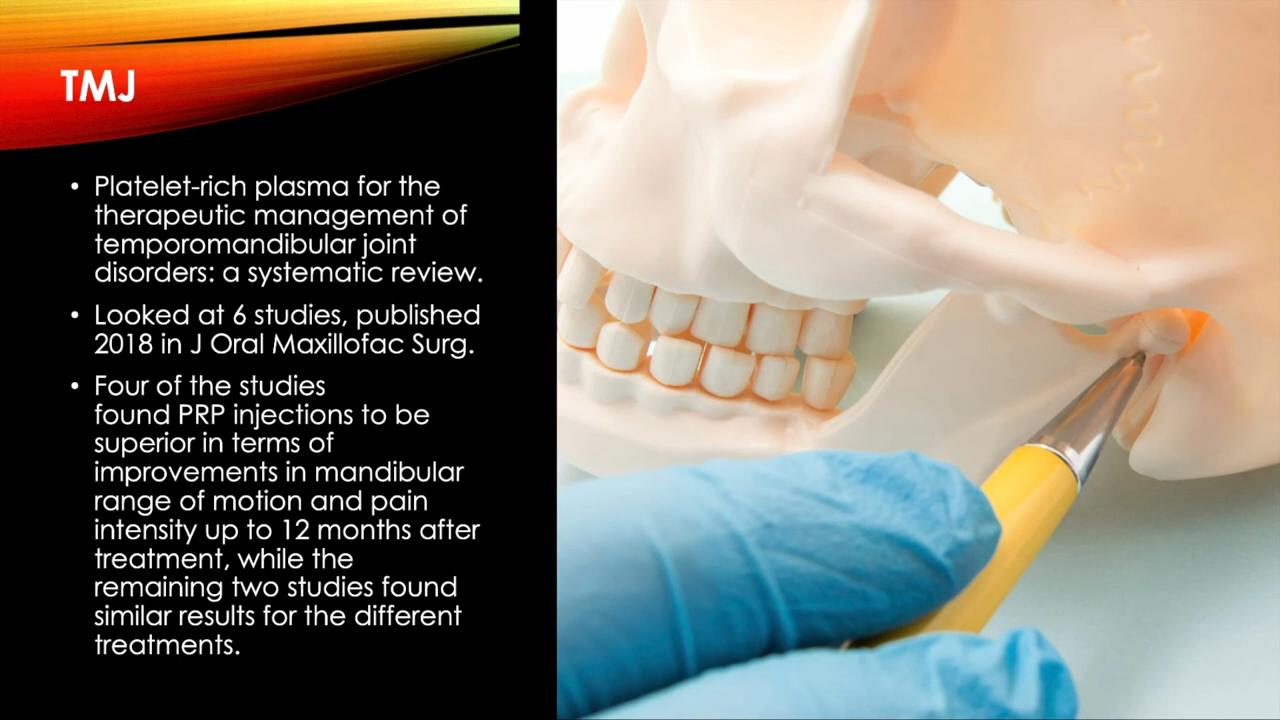 TMJ
• Platelet-rich plasma for the
therapeutic management of
temporomandibular joint
disorders: a systematic review.
• Looked at 6 studies, published
2018 in J Oral Maxillofac Surg.
• Four of the studies
found PRP injections to be
superior in terms of
improvements in mandibular
range of motion and pain
intensity up to 12 months after
treatment, while the
remaining two studies found
similar results for the different
treatments.